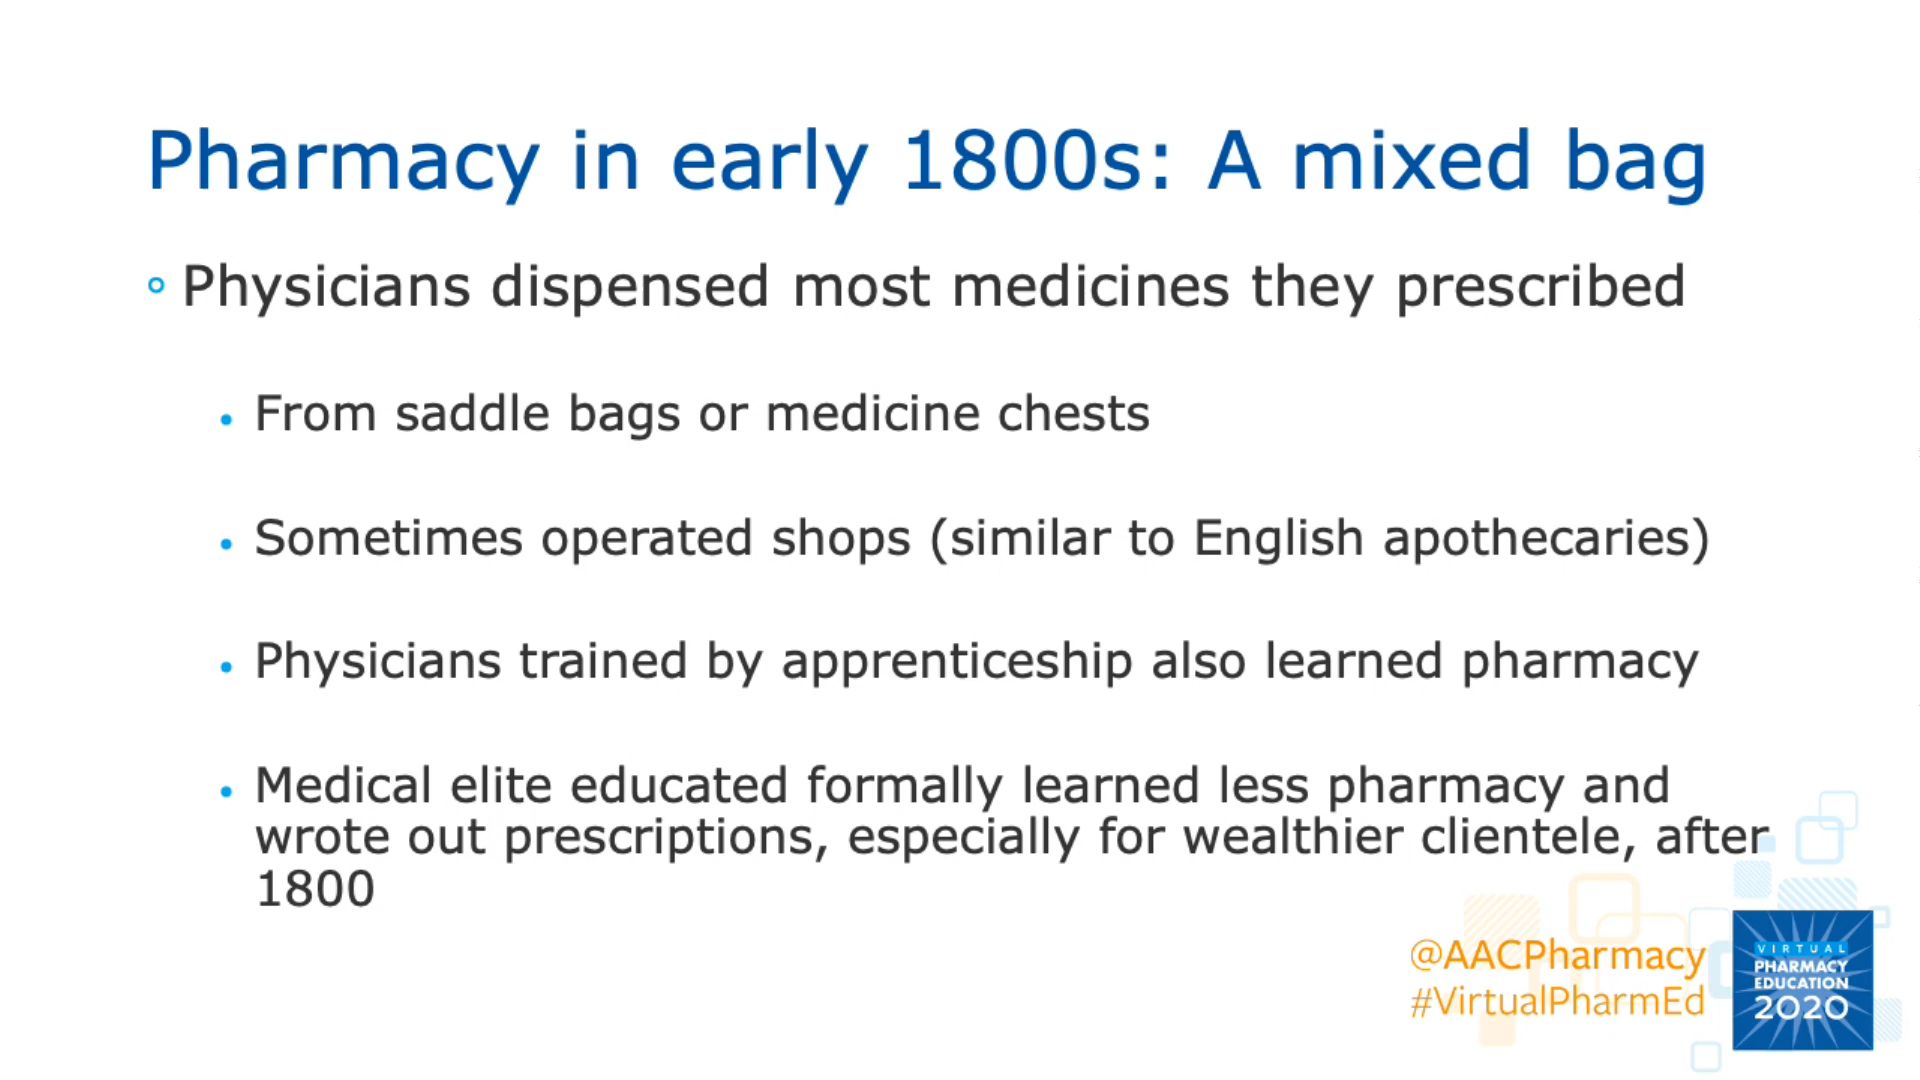 Pharmacy in early 1800s: A mixed bag
Physicians dispensed most medicines they prescribed
From saddle bags or medicine chests
Sometimes operated shops (similar to English apothecaries)
Physicians trained by apprenticeship also learned pharmacy
Medical elite educated formally learned less pharmacy and
wrote out prescriptions, especially for wealthier clientele, after
1800
@AACPharmacy
#VirtualPharmEd
VIRTUAL
PHARMACY
EDUCATION
2020